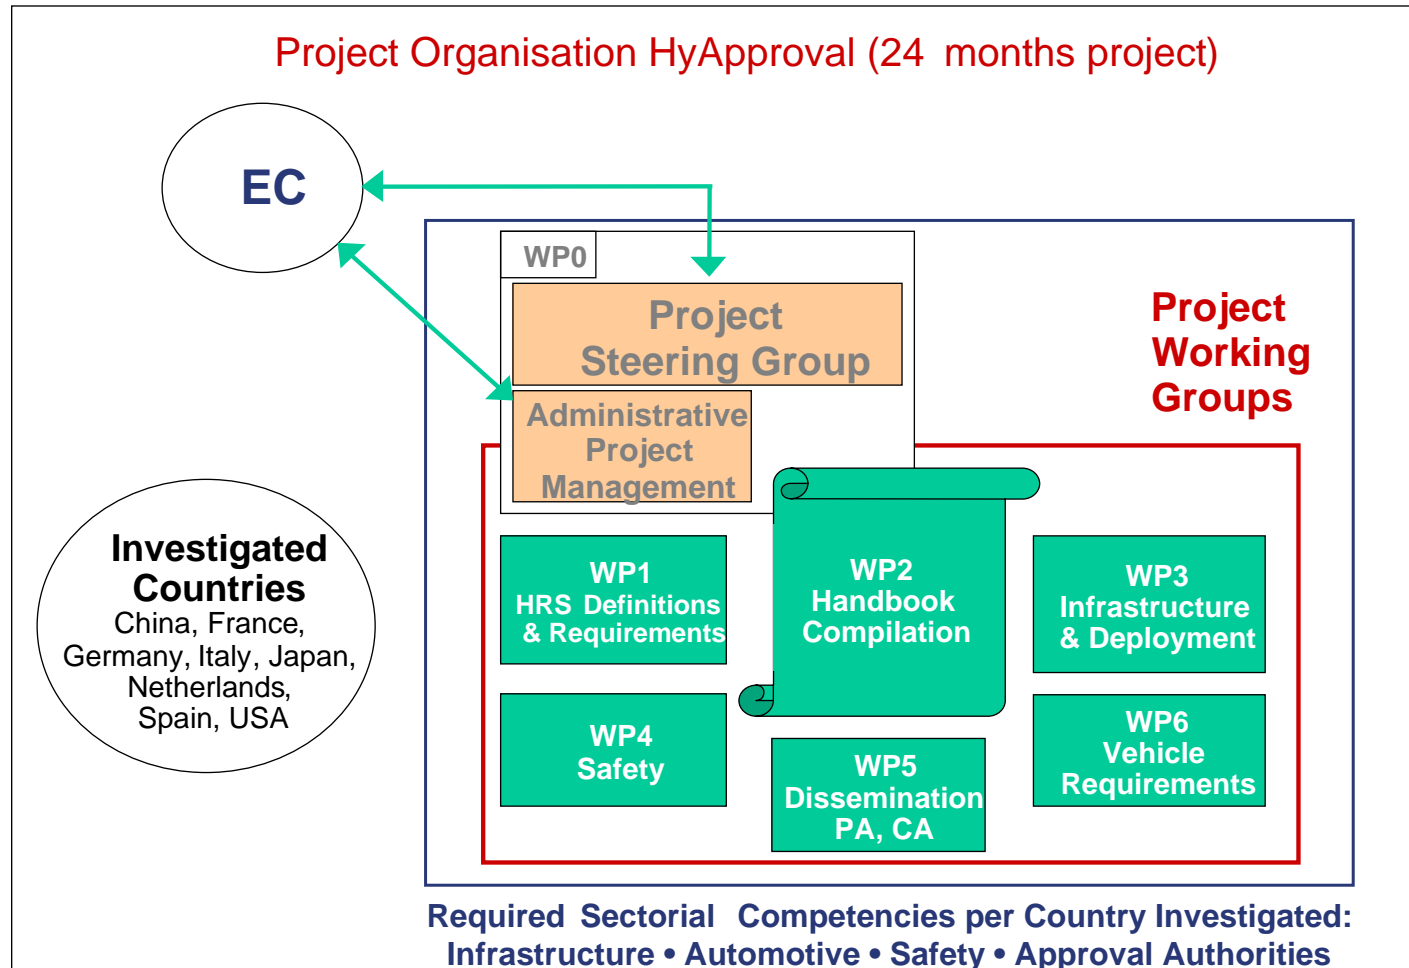 Project Organisation HyApproval (24 months project)
EC
WP0
Project
Steering Group
Project
Working
Groups
Administrative
Project
Management
Investigated
Countries
China, France,
Germany, Italy, Japan,
Netherlands,
Spain, USA
WP1
HRS Definitions
& Requirements
WP2
Handbook
Compilation
WP3
Infrastructure
& Deployment
WP4
Safety
WP5
Dissemination
PA, CA
WP6
Vehicle
Requirements
Required Sectorial Competencies per Country Investigated:
Infrastructure • Automotive • Safety • Approval Authorities